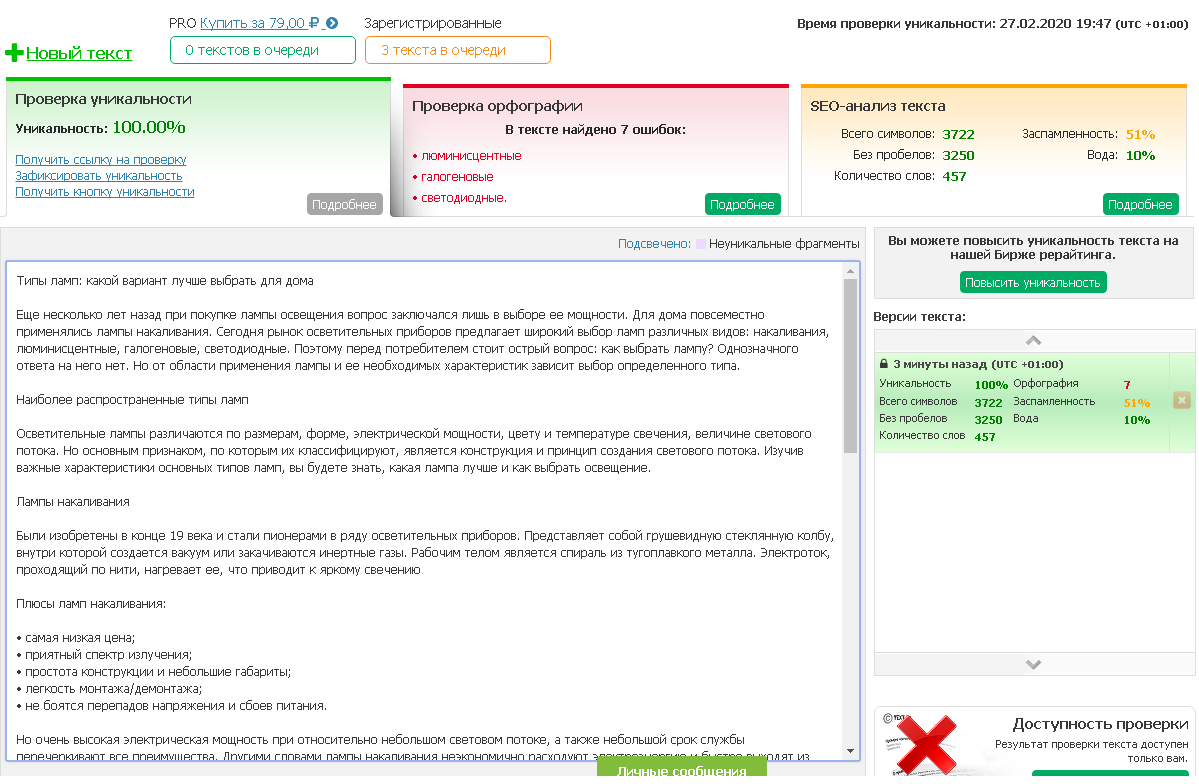 PRO Купить за 79,00 ₽ Зарегистрированные
Время проверки уникальности: 27.02.2020 19:47 (UTC +01:00)
Новый текст
0 текстов в очереди
3 текста в очереди
Проверка уникальности
Уникальность: 100.00%
Получить ссылку на проверку
Зафиксировать уникальность
Получить кнопку уникальности
Подробнее
Проверка орфографии
В тексте найдено 7 ошибок:
• люминисцентные
• галогеновые
• светодиодные.
Подробнее
SEO-анализ текста
Всего символов: 3722 Заспамленность: 51%
Без пробелов: 3250 Вода: 10%
Количество слов: 457
Подробнее
Подсвечено: Неуникальные фрагменты
Типы ламп: какой вариант лучше выбрать для дома
Еще несколько лет назад при покупке лампы освещения вопрос заключался лишь в выборе ее мощности. Для дома повсеместно
применялись лампы накаливания. Сегодня рынок осветительных приборов предлагает широкий выбор ламп различных видов: накаливания,
люминисцентные, галогеновые, светодиодные. Поэтому перед потребителем стоит острый вопрос: как выбрать лампу? Однозначного
ответа на него нет. Но от области применения лампы и ее необходимых характеристик зависит выбор определенного типа.
Наиболее распространенные типы ламп
Осветительные лампы различаются по размерам, форме, электрической мощности, цвету и температуре свечения, величине светового
потока. Но основным признаком, по которым их классифицируют, является конструкция и принцип создания светового потока. Изучив
важные характеристики основных типов ламп, вы будете знать, какая лампа лучше и как выбрать освещение.
Лампы накаливания
Были изобретены в конце 19 века и стали пионерами в ряду осветительных приборов. Представляет собой грушевидную стеклянную колбу,
внутри которой создается вакуум или закачиваются инертные газы. Рабочим телом является спираль из тугоплавкого металла. Электроток,
проходящий по нити, нагревает ее, что приводит к яркому свечению
Плюсы ламп накаливания:
• самая низкая цена;
• приятный спектр излучения;
• простота конструкции и небольшие габариты;
• легкость монтажа/демонтажа;
• не боятся перепадов напряжения и сбоев питания.
Но очень высокая электрическая мощность при относительно небольшом световом потоке, а также небольшой срок службы
перечеркивают все преимущества. Другими словами лампы накаливания неэкономично расходуют электроэнергию и быстро выходят из
Личные сообщения
Вы можете повысить уникальность текста на
нашей Бирже рерайтинга.
Повысить уникальность
Версии текста:
3 минуты назад (UTC +01:00)
Уникальность 100% Орфография 7
Всего символов 3722 Заспамленность 51%
Без пробелов 3250 Вода 10%
Количество слов 457
Доступность проверки
Результат проверки текста доступен
только вам.